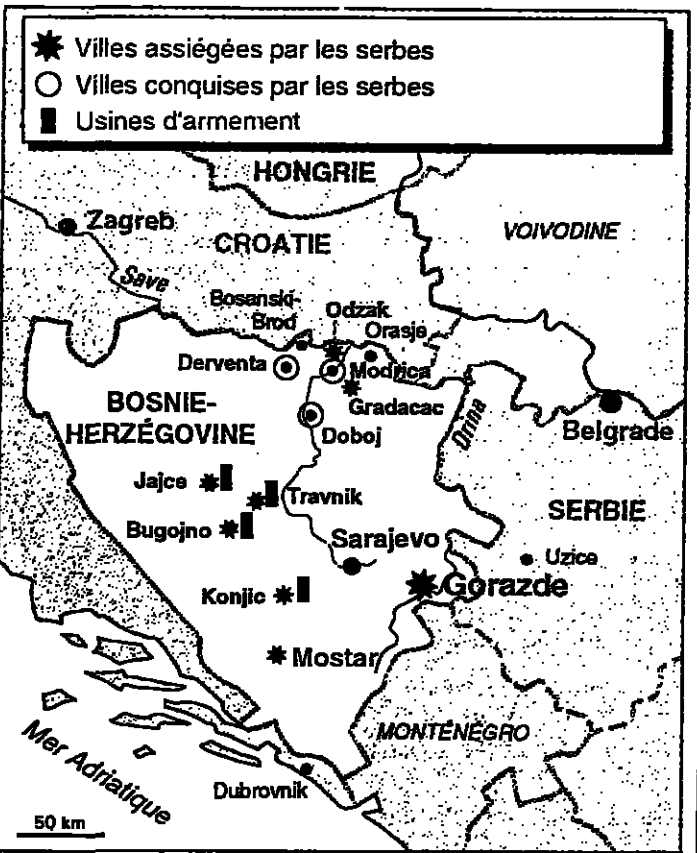 Villes assiégées par les serbes
Villes conquises par les serbes
Usines d'armement
HONGRIE
Zagreb
CROATIE
VOIVODINE
Save
Bosanski-
Brod
Odzak
Orasje
Derventa
Modrica
Gradacac
BOSNIE-
HERZÉGOVINE
Doboj
Drina
Belgrade
Jajce
Travnik
SERBIE
Bugojno
Sarajevo
Uzice
Konjic
Gorazde
Mostar
MONTÉNÉGRO
Mer Adriatique
Dubrovnik
50 km